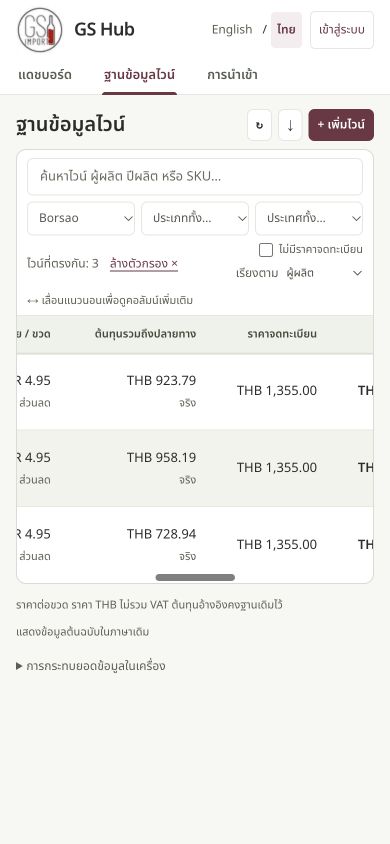 GS
IMPORT
GS Hub
English / ไทย
เข้าสู่ระบบ
แดชบอร์ด ฐานข้อมูลไวน์ การนำเข้า
ฐานข้อมูลไวน์
↻ ↓ + เพิ่มไวน์
ค้นหาไวน์ ผู้ผลิต ปีผลิต หรือ SKU...
Borsao ประเภททั้ง... ประเทศทั้ง...
ไม่มีราคาจดทะเบียน
ไวน์ที่ตรงกัน: 3 ล้างตัวกรอง ×
เรียงตาม ผู้ผลิต
↔ เลื่อนแนวนอนเพื่อดูคอลัมน์เพิ่มเติม
ย / ขวด ต้นทุนรวมถึงปลายทาง ราคาจดทะเบียน
R 4.95 THB 923.79 THB 1,355.00 TH
ส่วนลด จริง
R 4.95 THB 958.19 THB 1,355.00 TH
ส่วนลด จริง
R 4.95 THB 728.94 THB 1,355.00 TH
ส่วนลด จริง
ราคาต่อขวด ราคา THB ไม่รวม VAT ต้นทุนอ้างอิงคงฐานเดิมไว้
แสดงข้อมูลต้นฉบับในภาษาเดิม
▶ การกระทบยอดข้อมูลในเครื่อง